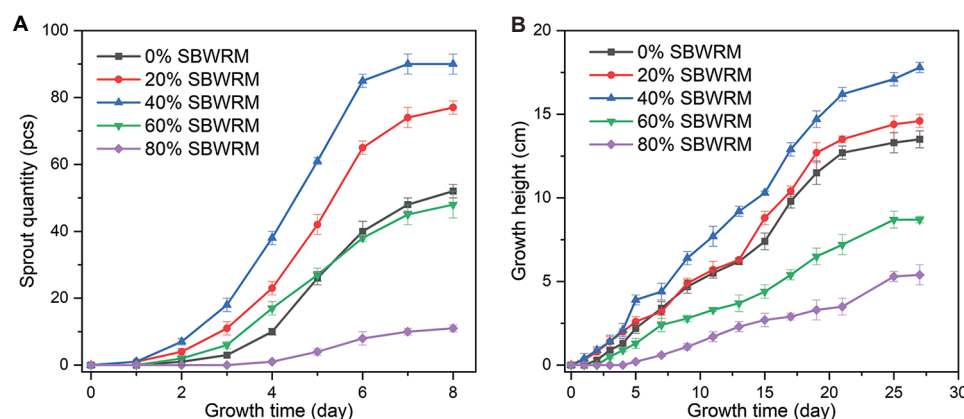 A
Sprout quantity (pcs)
100
80
60
40
20
0
0% SBWRM
20% SBWRM
40% SBWRM
60% SBWRM
80% SBWRM
0 2 4 6 8
Growth time (day)
B
Growth height (cm)
20
15
10
5
0
0% SBWRM
20% SBWRM
40% SBWRM
60% SBWRM
80% SBWRM
0 5 10 15 20 25 30
Growth time (day)